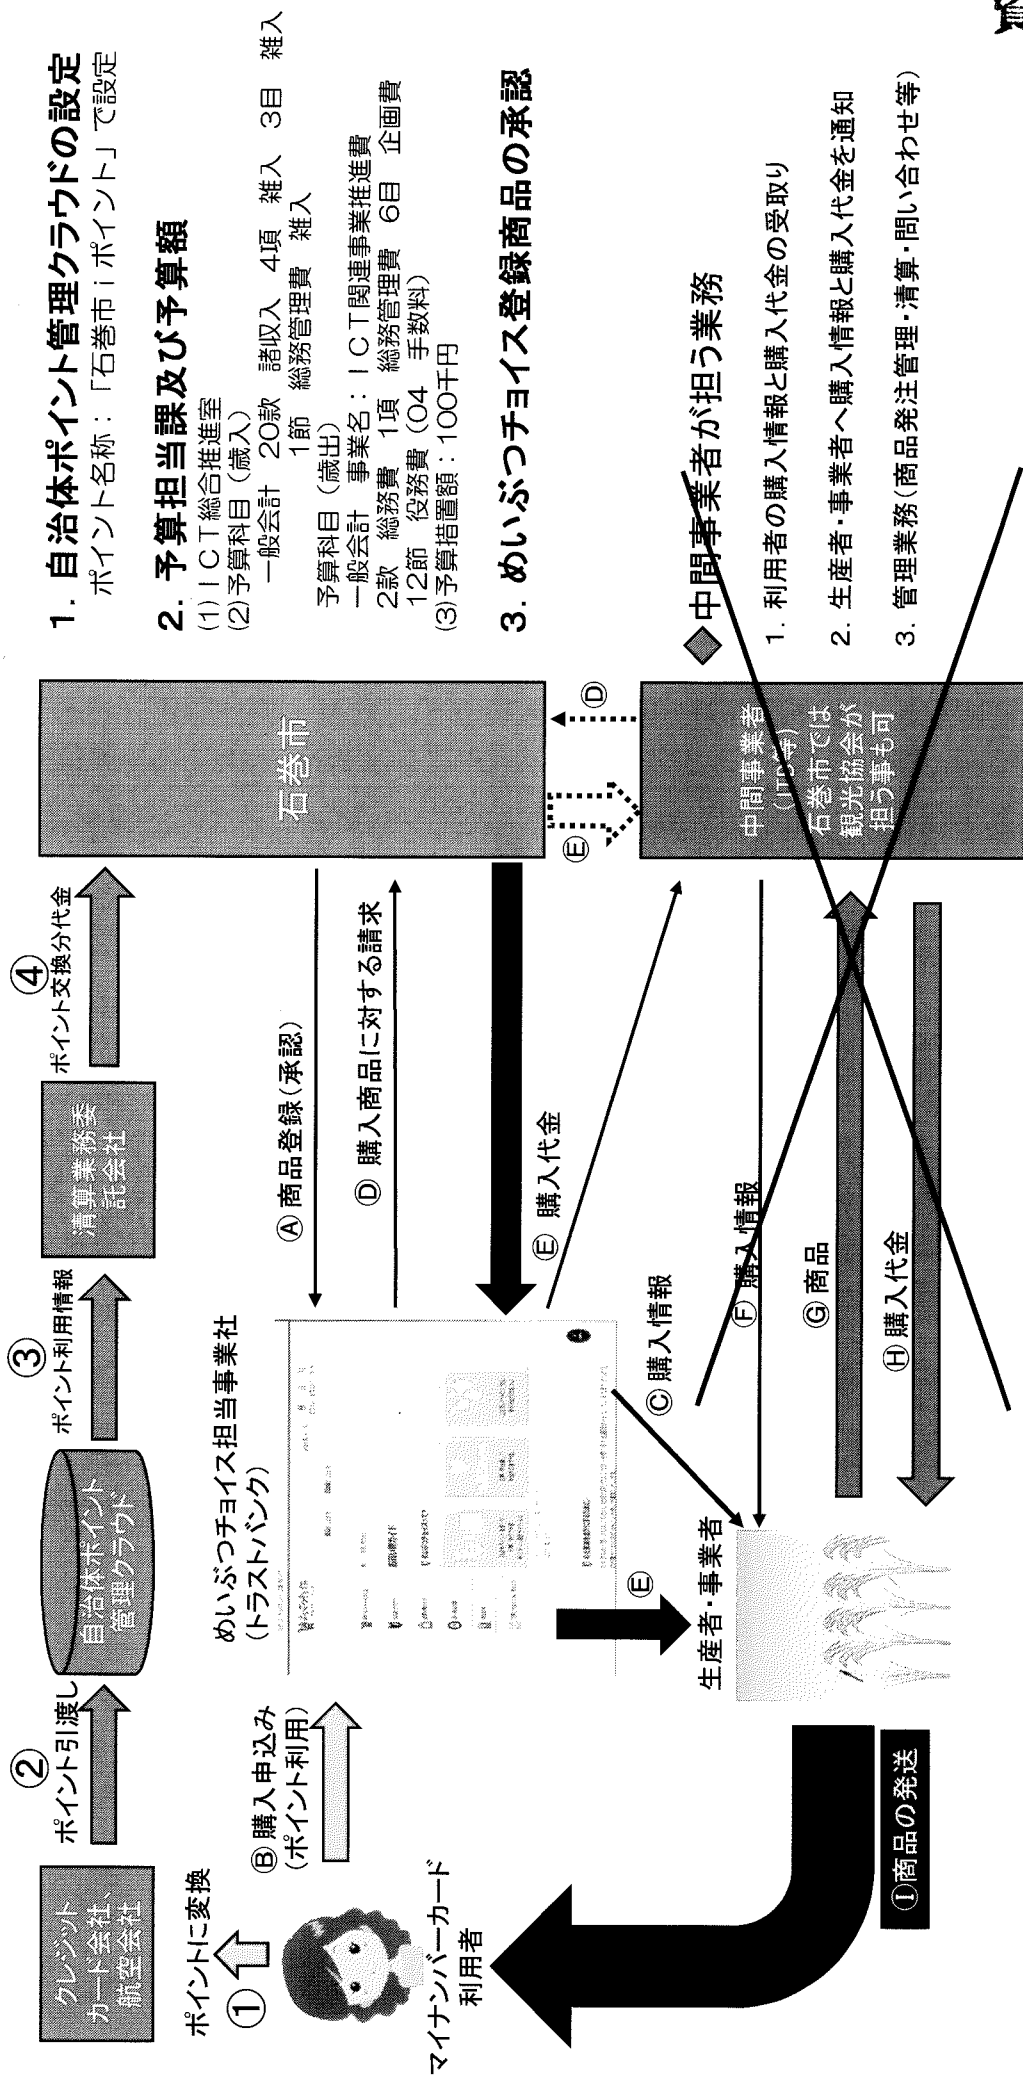 ①
ポイントに変換
クレジット
カード会社、
航空会社
マイナンバーカード
利用者
②
ポイント引渡し
自治体ポイント
管理クラウド
③
ポイント利用情報
清算業務委
託会社
④
ポイント交換分代金
石巻市
Ⓑ 購入申込み
(ポイント利用)
めいぶつチョイス担当事業社
(トラストバンク)
Ⓐ 商品登録(承認)
Ⓓ 購入商品に対する請求
Ⓔ 購入代金
Ⓔ
Ⓓ
Ⓔ
Ⓒ 購入情報
Ⓕ 購入情報
Ⓖ 商品
Ⓗ 購入代金
生産者・事業者
Ⓘ商品の発送
中間事業者
(JTB等)
石巻市では
観光協会が
担う事も可
1. 自治体ポイント管理クラウドの設定
ポイント名称：「石巻市ｉポイント」で設定
2. 予算担当課及び予算額
(1)ＩＣＴ総合推進室
(2)予算科目（歳入）
一般会計　20款　諸収入　4項　雑入　3目　雑入
1節　総務管理費　雑入
予算科目（歳出）
一般会計　事業名：ＩＣＴ関連事業推進費
2款　総務費　1項　総務管理費　6目　企画費
12節　役務費（04　手数料）
(3)予算措置額：100千円
3. めいぶつチョイス登録商品の承認
◆中間事業者が担う業務
1. 利用者の購入情報と購入代金の受取り
2. 生産者・事業者へ購入情報と購入代金を通知
3. 管理業務(商品発注管理・清算・問い合わせ等)